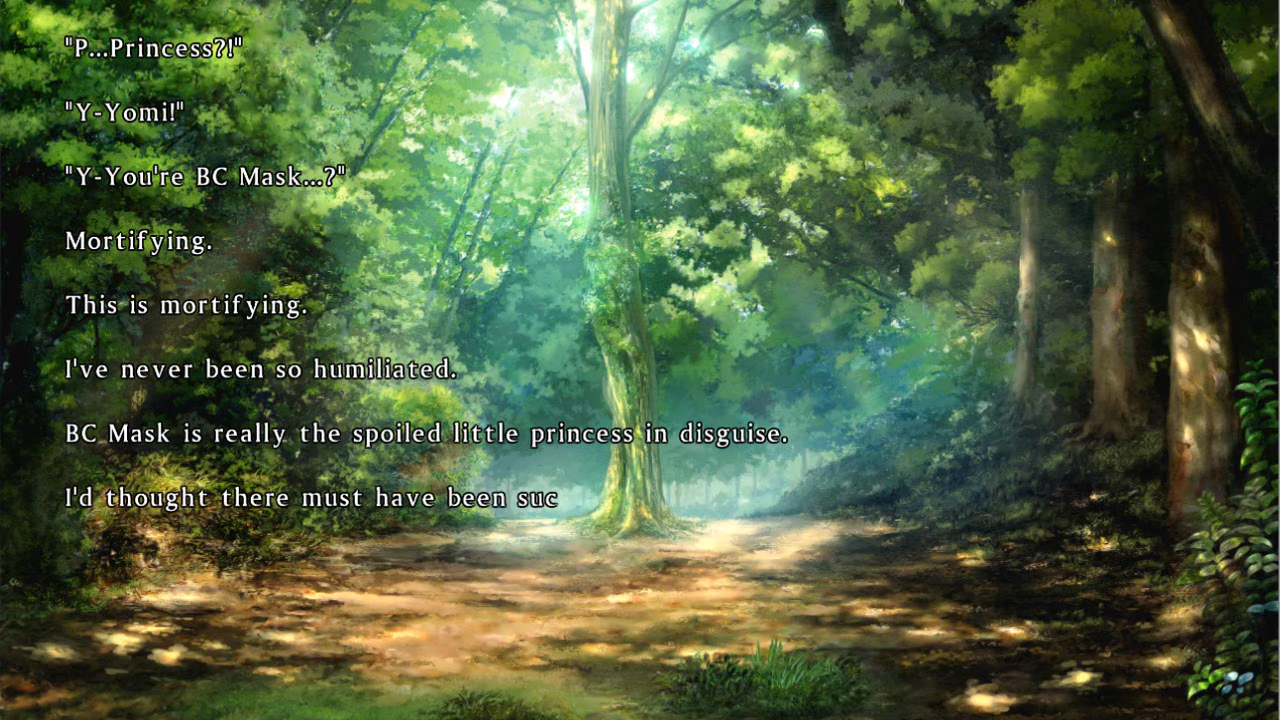 "P...Princess?!"
"Y-Yomi!"
"Y-You're BC Mask...?"
Mortifying.
This is mortifying.
I've never been so humiliated.
BC Mask is really the spoiled little princess in disguise.
I'd thought there must have been suc